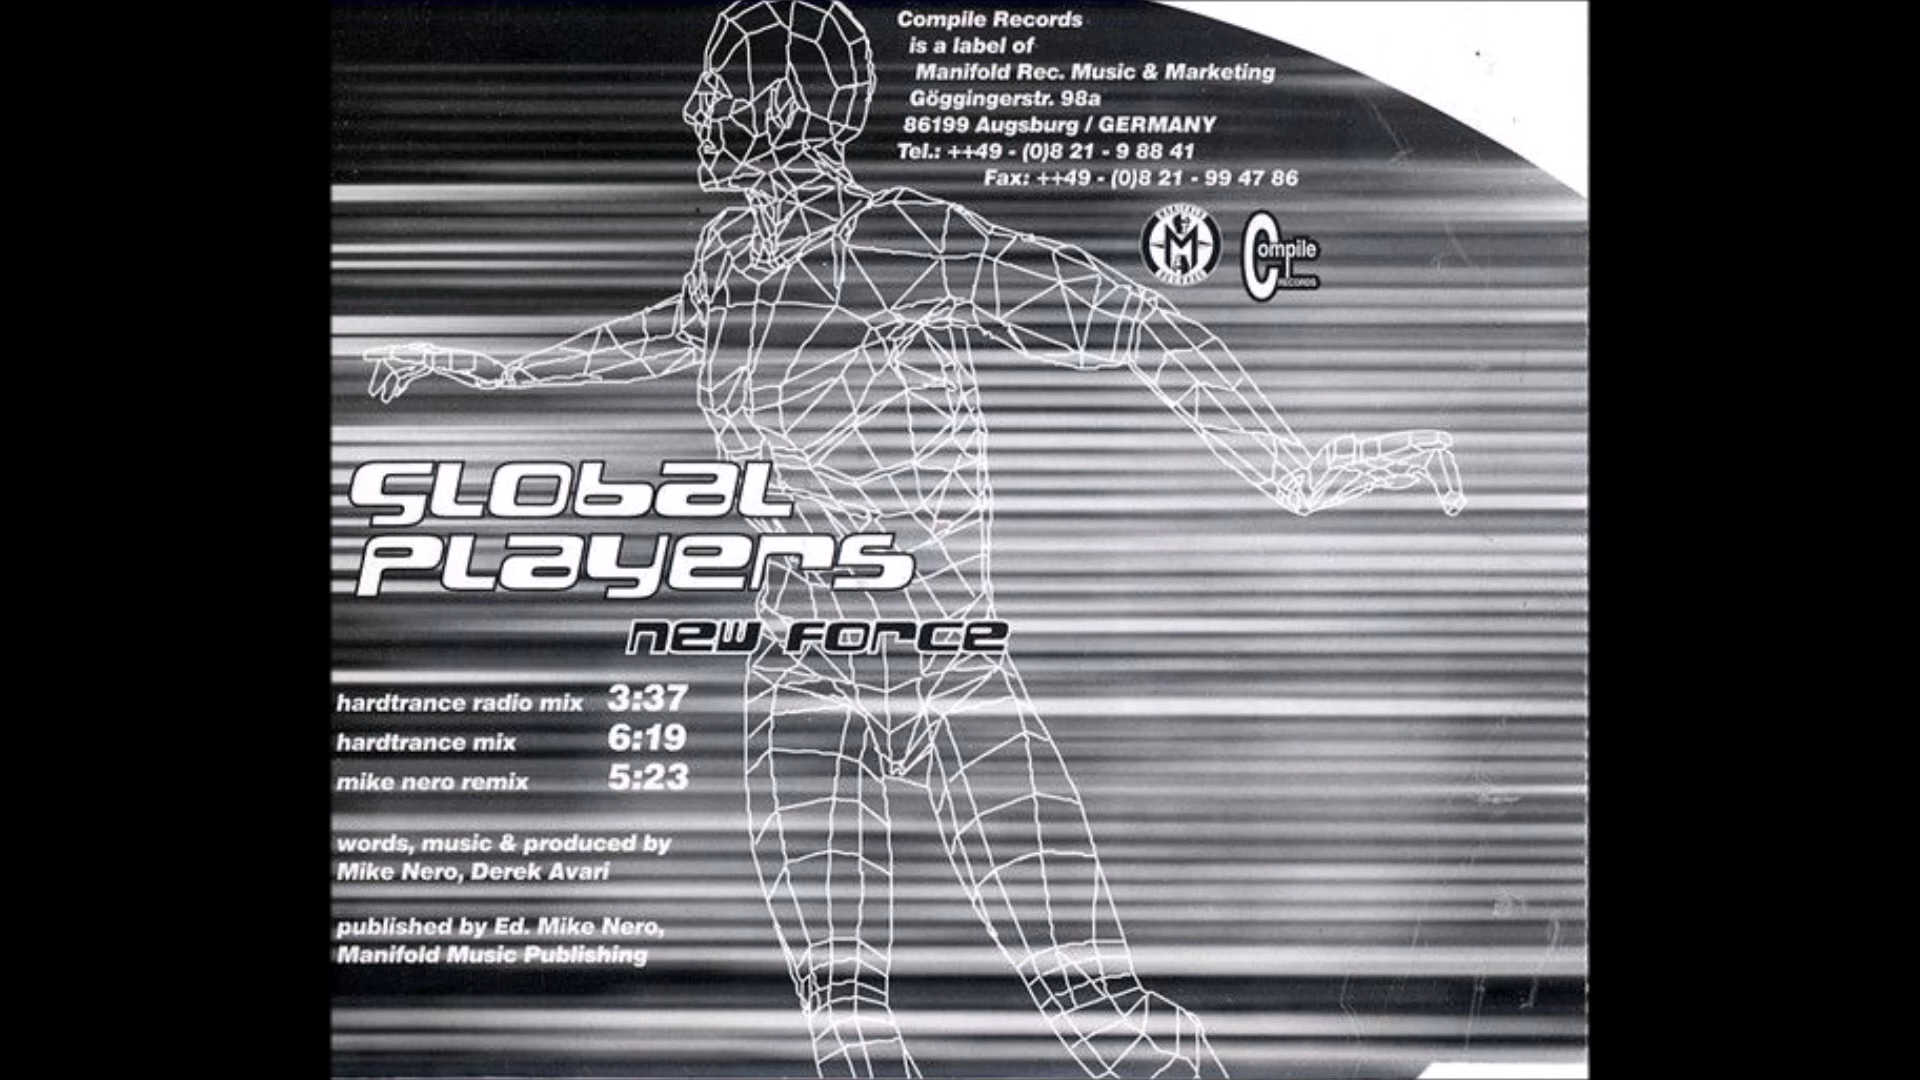 Compile Records
is a label of
Manifold Rec. Music & Marketing
Göggingerstr. 98a
86199 Augsburg / GERMANY
Tel.: ++49 - (0)8 21 - 9 88 41
Fax: ++49 - (0)8 21 - 99 47 86
Compile
RECORDS
GLOBAL
PLAYERS
new force
hardtrance radio mix 3:37
hardtrance mix 6:19
mike nero remix 5:23
words, music & produced by
Mike Nero, Derek Avari
published by Ed. Mike Nero,
Manifold Music Publishing